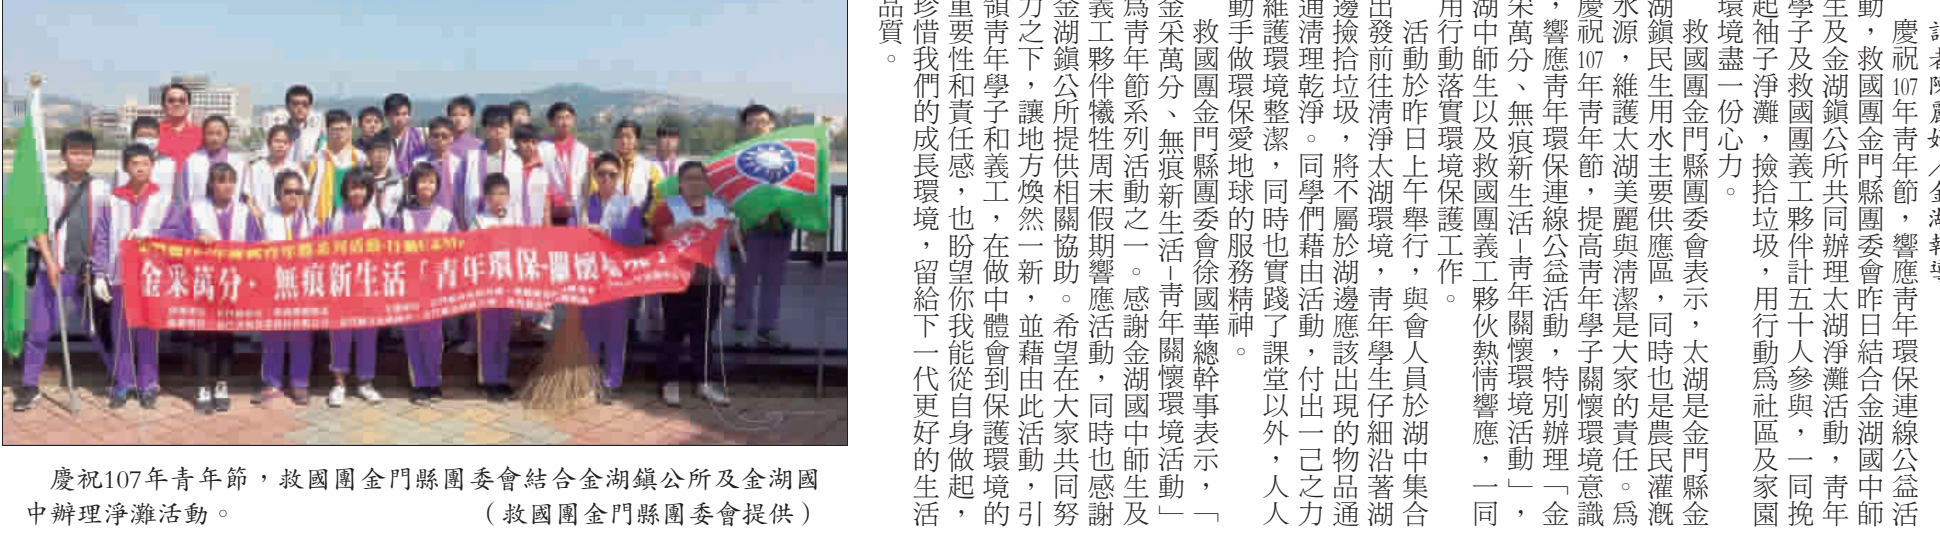 慶祝107年青年節，響應青年環保連線公益活
動，救國團金門縣團委會昨日結合金湖國中師
生及金湖鎮公所共同辦理太湖淨灘活動，青年
學子及救國團義工夥伴計五十人參與，一同挽
起袖子淨灘，撿拾垃圾，用行動爲社區及家園
環境盡一份心力。
救國團金門縣團委會表示，太湖是金門縣金
湖鎮民生用水主要供應區，同時也是農民灌溉
水源，維護太湖美麗與清潔是大家的責任。爲
慶祝107年青年節，提高青年學子關懷環境意識
，響應青年環保連線公益活動，特別辦理「金
采萬分、無痕新生活–青年關懷環境活動」，
湖中師生以及救國團義工夥伙熱情響應，一同
用行動落實環境保護工作。
活動於昨日上午舉行，與會人員於湖中集合
出發前往清淨太湖環境，青年學生仔細沿著湖
邊撿拾垃圾，將不屬於湖邊應該出現的物品通
通清理乾淨。同學們藉由活動，付出一己之力
維護環境整潔，同時也實踐了課堂以外，人人
動手做環保愛地球的服務精神。
救國團金門縣團委會徐國華總幹事表示，「
金采萬分、無痕新生活–青年關懷環境活動」
爲青年節系列活動之一。感謝金湖國中師生及
義工夥伴犧牲周末假期響應活動，同時也感謝
金湖鎮公所提供相關協助。希望在大家共同努
力之下，讓地方煥然一新，並藉由此活動，引
領青年學子和義工，在做中體會到保護環境的
重要性和責任感，也盼望你我能從自身做起，
珍惜我們的成長環境，留給下一代更好的生活
品質。
金采萬分．無痕新生活「青年環保-關懷
慶祝107年青年節，救國團金門縣團委會結合金湖鎮公所及金湖國
中辦理淨灘活動。（救國團金門縣團委會提供）